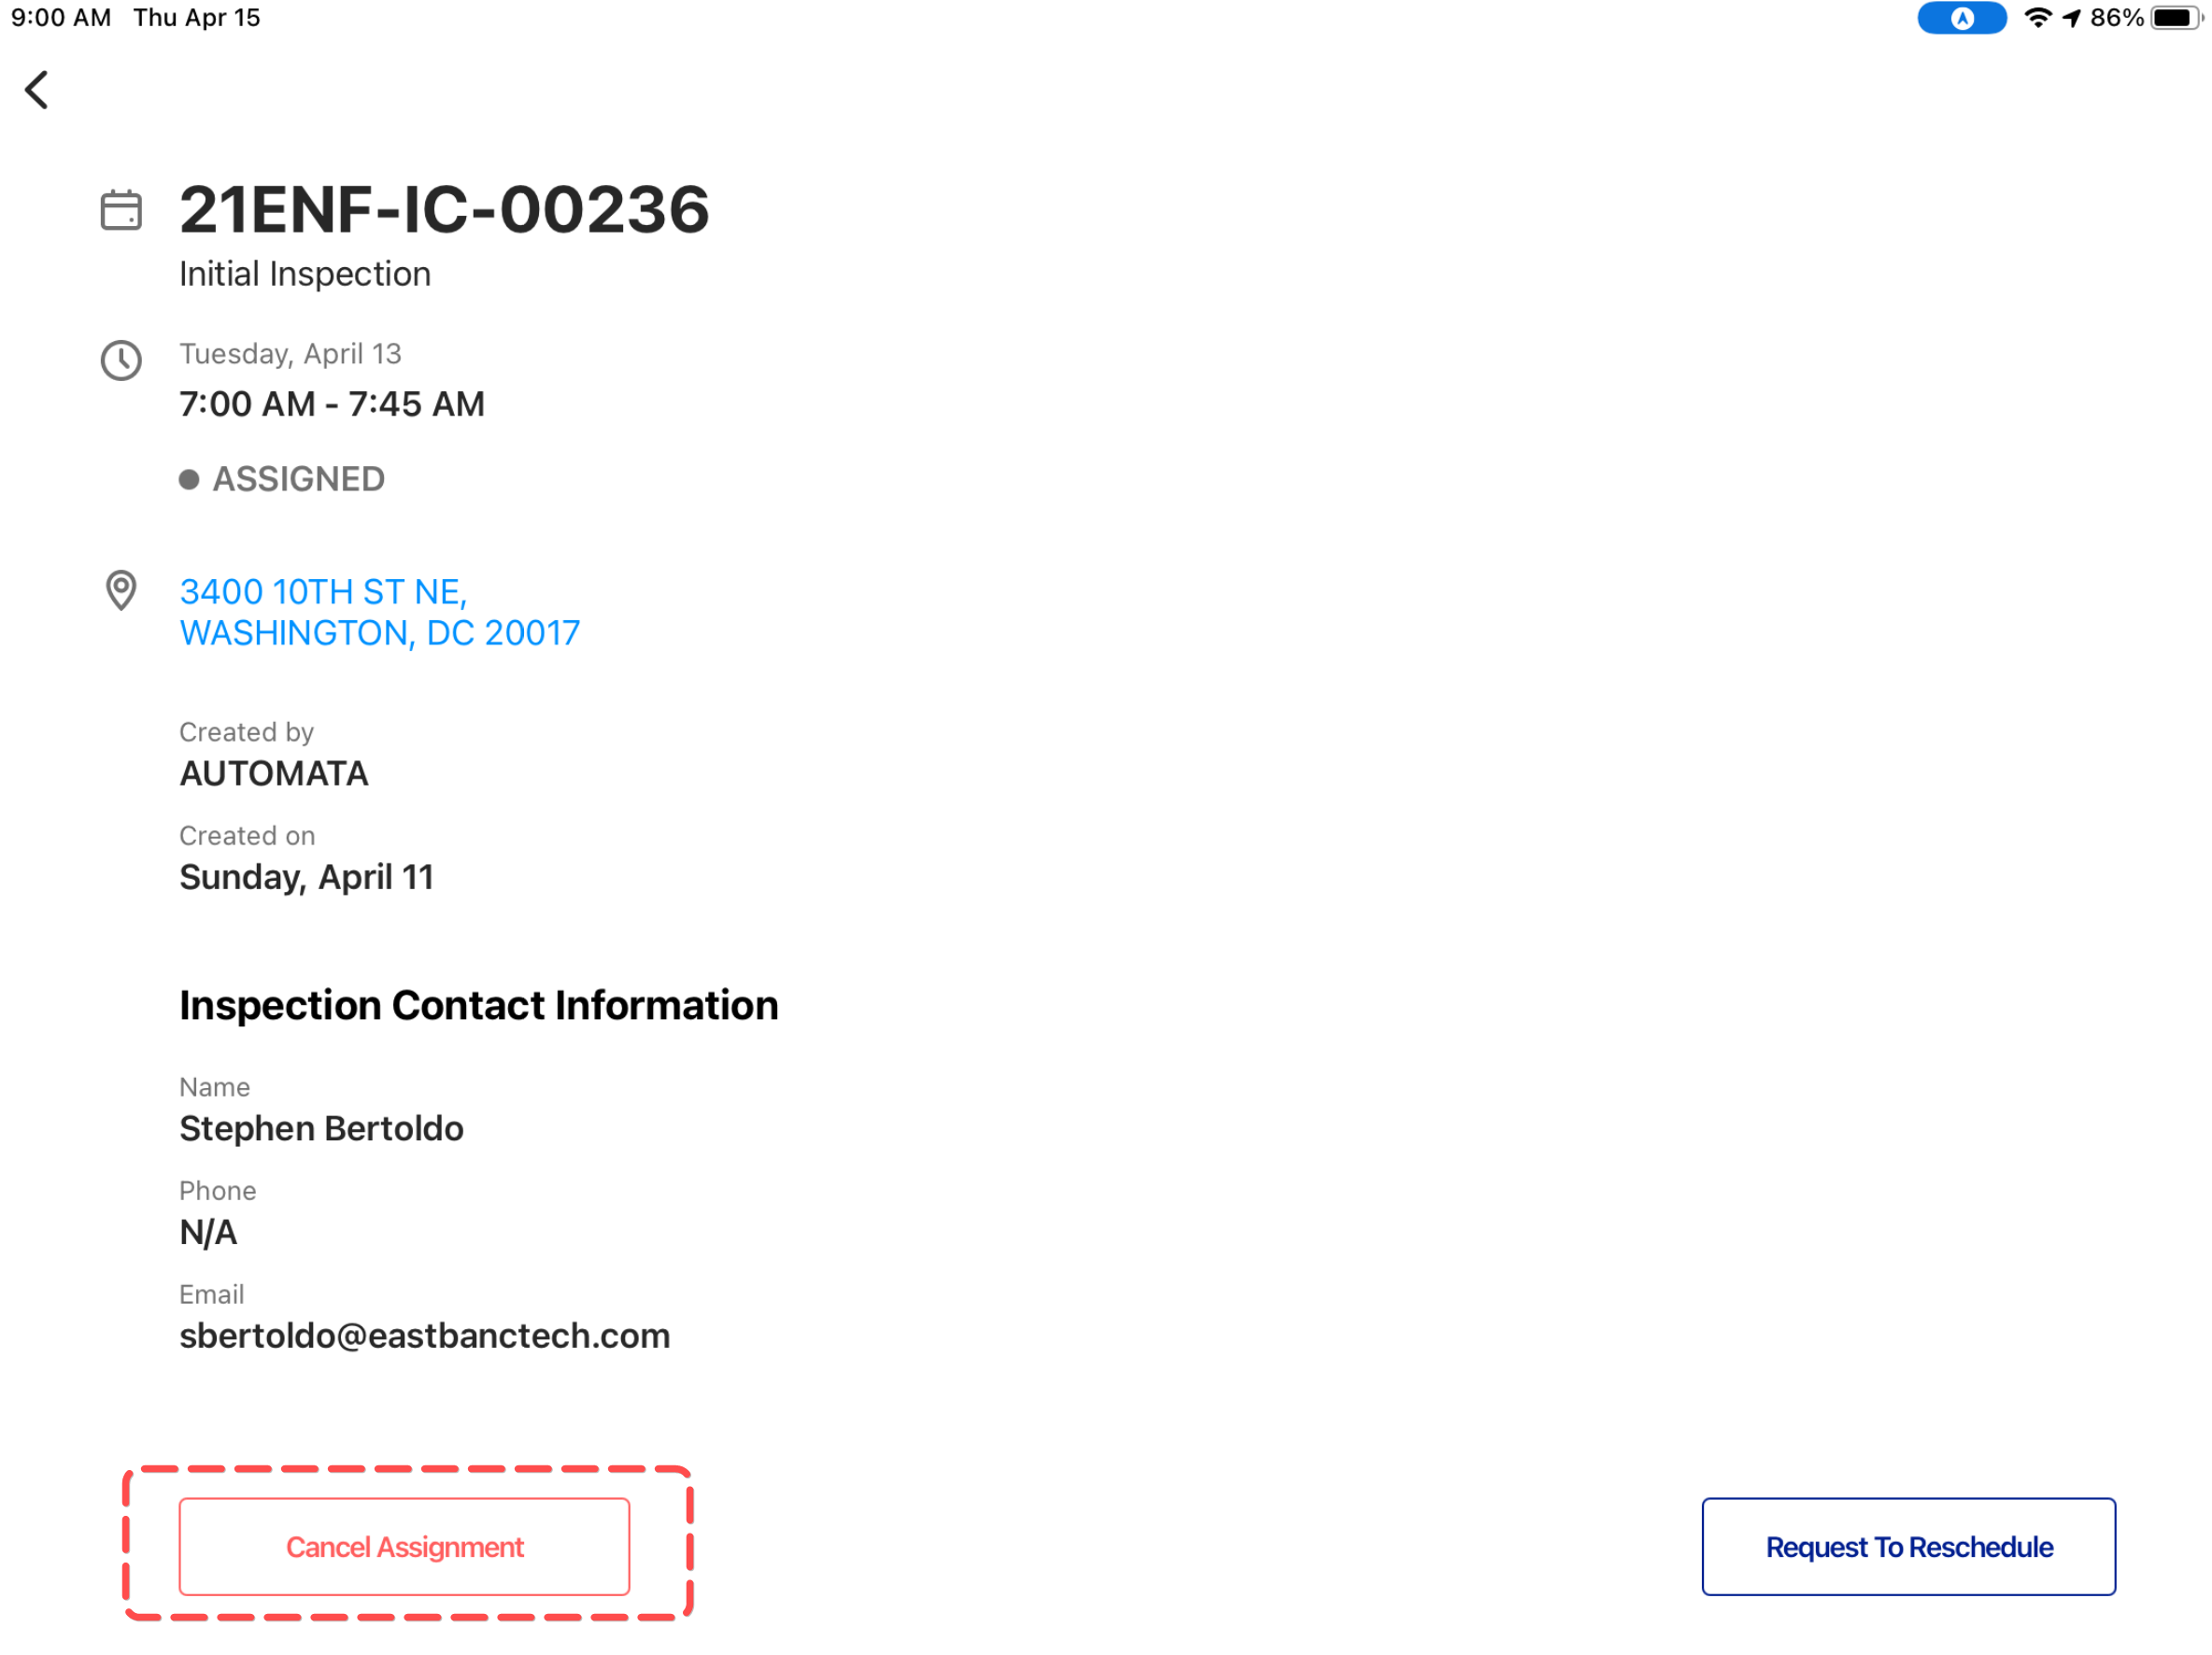 9:00 AM Thu Apr 15
86%
21ENF-IC-00236
Initial Inspection
Tuesday, April 13
7:00 AM - 7:45 AM
ASSIGNED
3400 10TH ST NE,
WASHINGTON, DC 20017
Created by
AUTOMATA
Created on
Sunday, April 11
Inspection Contact Information
Name
Stephen Bertoldo
Phone
N/A
Email
sbertoldo@eastbanctech.com
Cancel Assignment
Request To Reschedule